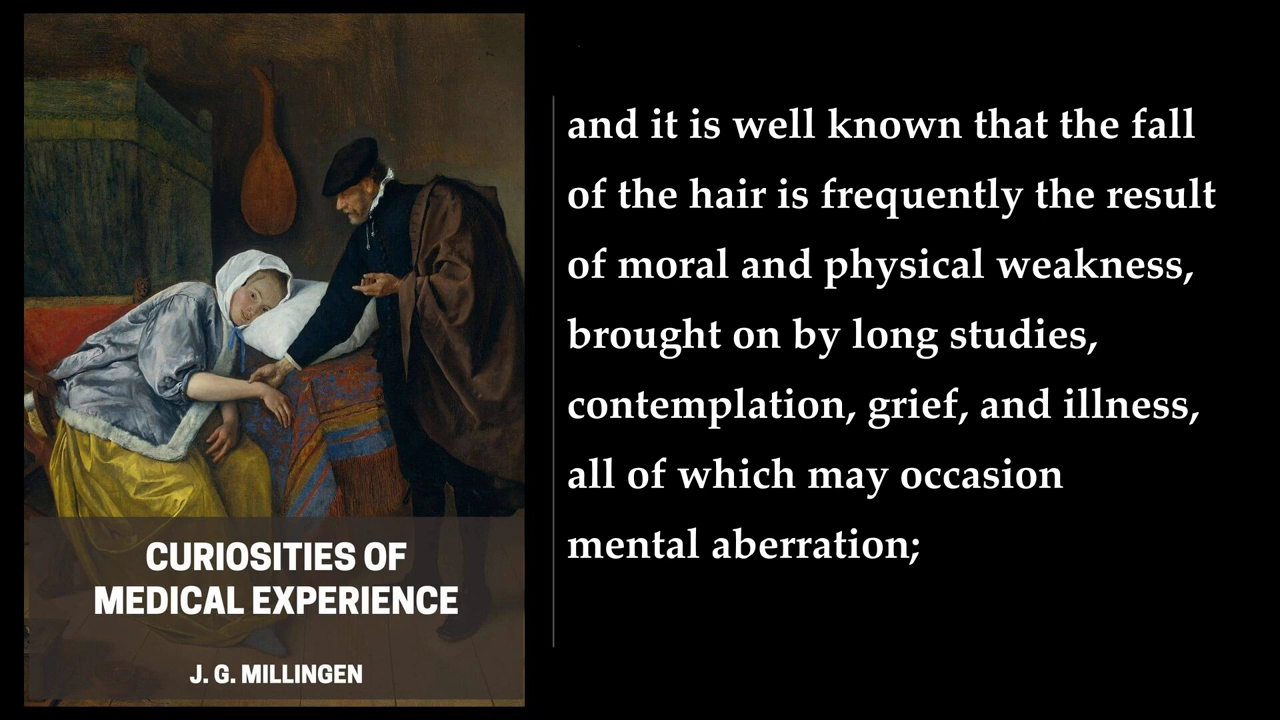 and it is well known that the fall
of the hair is frequently the result
of moral and physical weakness,
brought on by long studies,
contemplation, grief, and illness,
all of which may occasion
mental aberration;
CURIOSITIES OF
MEDICAL EXPERIENCE
J. G. MILLINGEN